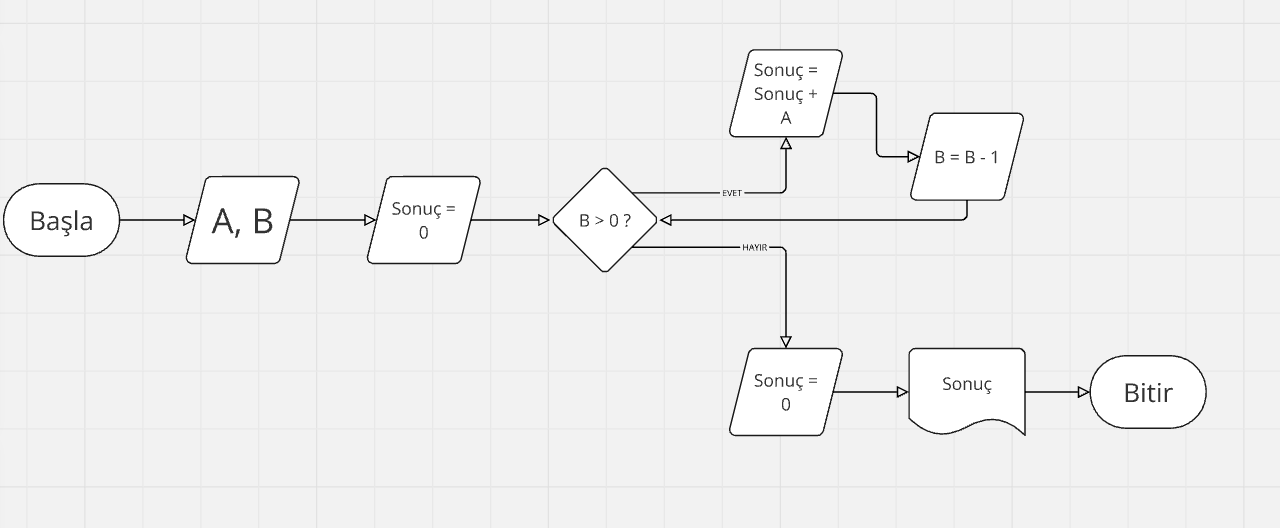 Başla
A, B
Sonuç =
0
B > 0 ?
EVET
Sonuç =
Sonuç +
A
B = B - 1
HAYIR
Sonuç =
0
Sonuç
Bitir